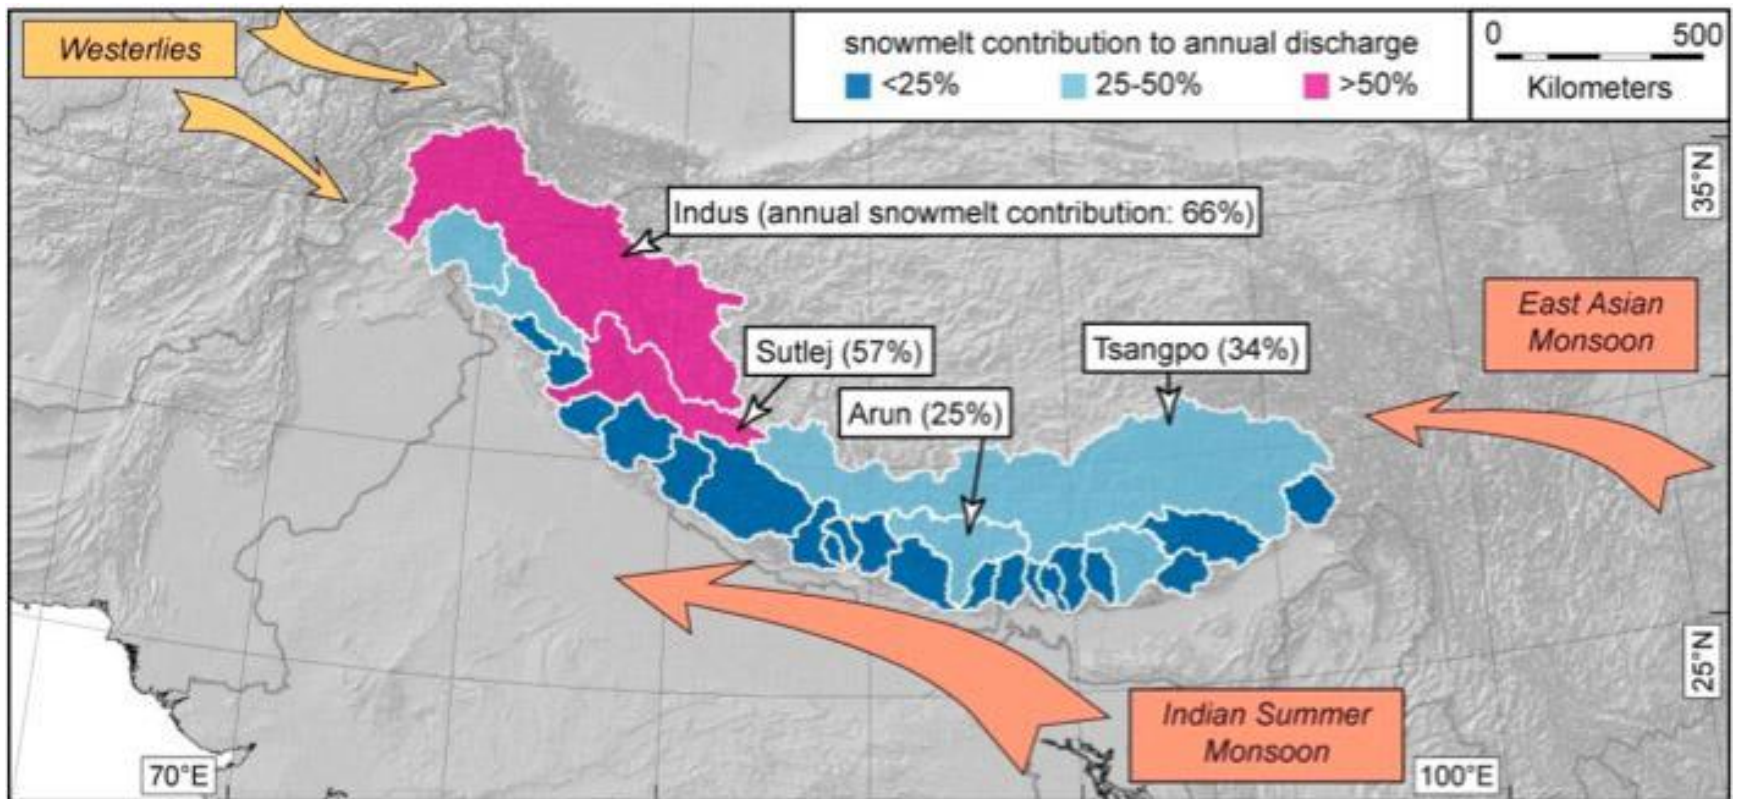 Westerlies
snowmelt contribution to annual discharge
<25%
25-50%
>50%
0
500
Kilometers
35°N
Indus (annual snowmelt contribution: 66%)
East Asian
Monsoon
Sutlej (57%)
Tsangpo (34%)
Arun (25%)
25°N
Indian Summer
Monsoon
70°E
100°E